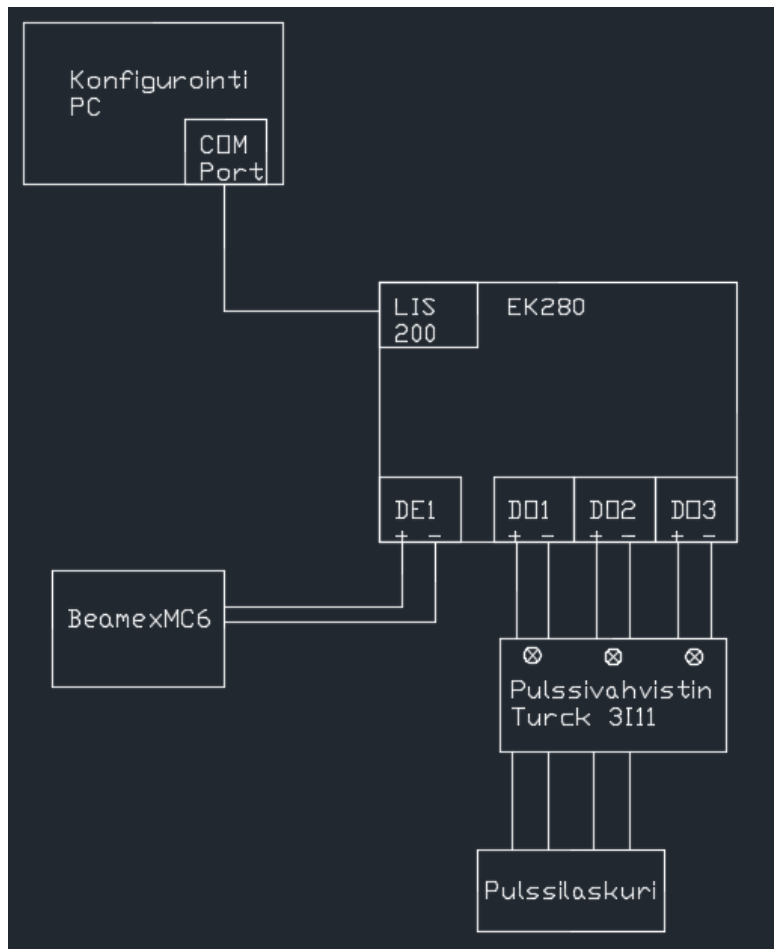 Konfigurointi
PC
COM
Port
LIS
200
EK280
DE1
+ -
DO1
+ -
DO2
+ -
DO3
+ -
BeamexMC6
Pulssivahvistin
Turck 3I11
Pulssilaskuri